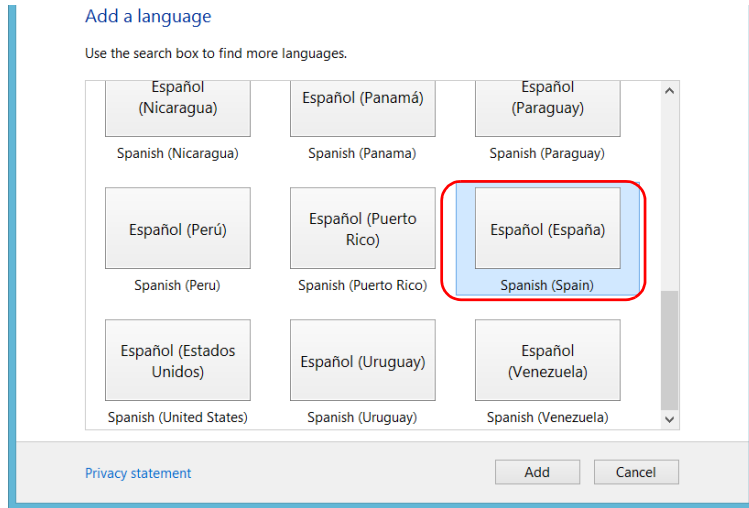 Add a language
Use the search box to find more languages.
Español
(Nicaragua)
Español (Panamá)
Español
(Paraguay)
Spanish (Nicaragua)
Spanish (Panama)
Spanish (Paraguay)
Español (Perú)
Español (Puerto
Rico)
Español (España)
Spanish (Peru)
Spanish (Puerto Rico)
Spanish (Spain)
Español (Estados
Unidos)
Español (Uruguay)
Español
(Venezuela)
Spanish (United States)
Spanish (Uruguay)
Spanish (Venezuela)
Privacy statement
Add
Cancel